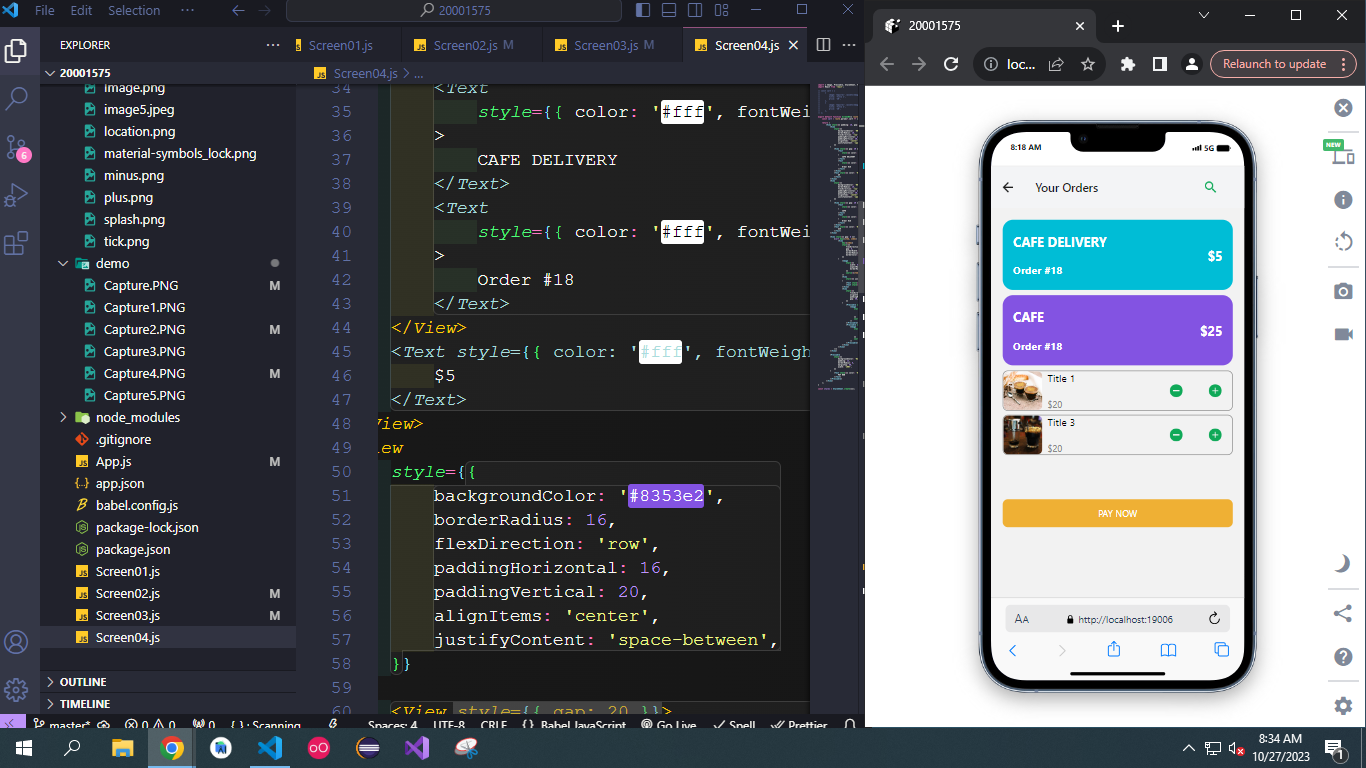 File Edit Selection ··· 20001575
EXPLORER ···
20001575
image.png
image5.jpeg
location.png
material-symbols_lock.png
minus.png
plus.png
splash.png
tick.png
demo
Capture.PNG M
Capture1.PNG
Capture2.PNG M
Capture3.PNG
Capture4.PNG M
Capture5.PNG
node_modules
.gitignore
App.js M
app.json
babel.config.js
package-lock.json
package.json
Screen01.js
Screen02.js M
Screen03.js M
Screen04.js
OUTLINE
TIMELINE
6
Screen01.js Screen02.js M Screen03.js M Screen04.js
Screen04.js > ...
34 <Text
35 style={{ color: '#fff', fontWei
36 >
37 CAFE DELIVERY
38 </Text>
39 <Text
40 style={{ color: '#fff', fontWei
41 >
42 Order #18
43 </Text>
44 </View>
45 <Text style={{ color: '#fff', fontWeigh
46 $5
47 </Text>
48 View>
49 ew
50 style={{
51 backgroundColor: '#8353e2',
52 borderRadius: 16,
53 flexDirection: 'row',
54 paddingHorizontal: 16,
55 paddingVertical: 20,
56 alignItems: 'center',
57 justifyContent: 'space-between',
58 }}
59
60 <View style={{ gap: 20 }}>
master* 0 0 0 { } : Scanning Spaces: 4 UTF-8 CRLF { } Babel JavaScript Go Live Spell Prettier
20001575
loc... Relaunch to update
NEW
8:18 AM 5G
Your Orders
CAFE DELIVERY
$5
Order #18
CAFE
$25
Order #18
Title 1
$20
Title 3
$20
PAY NOW
AA http://localhost:19006
8:34 AM
10/27/2023
1